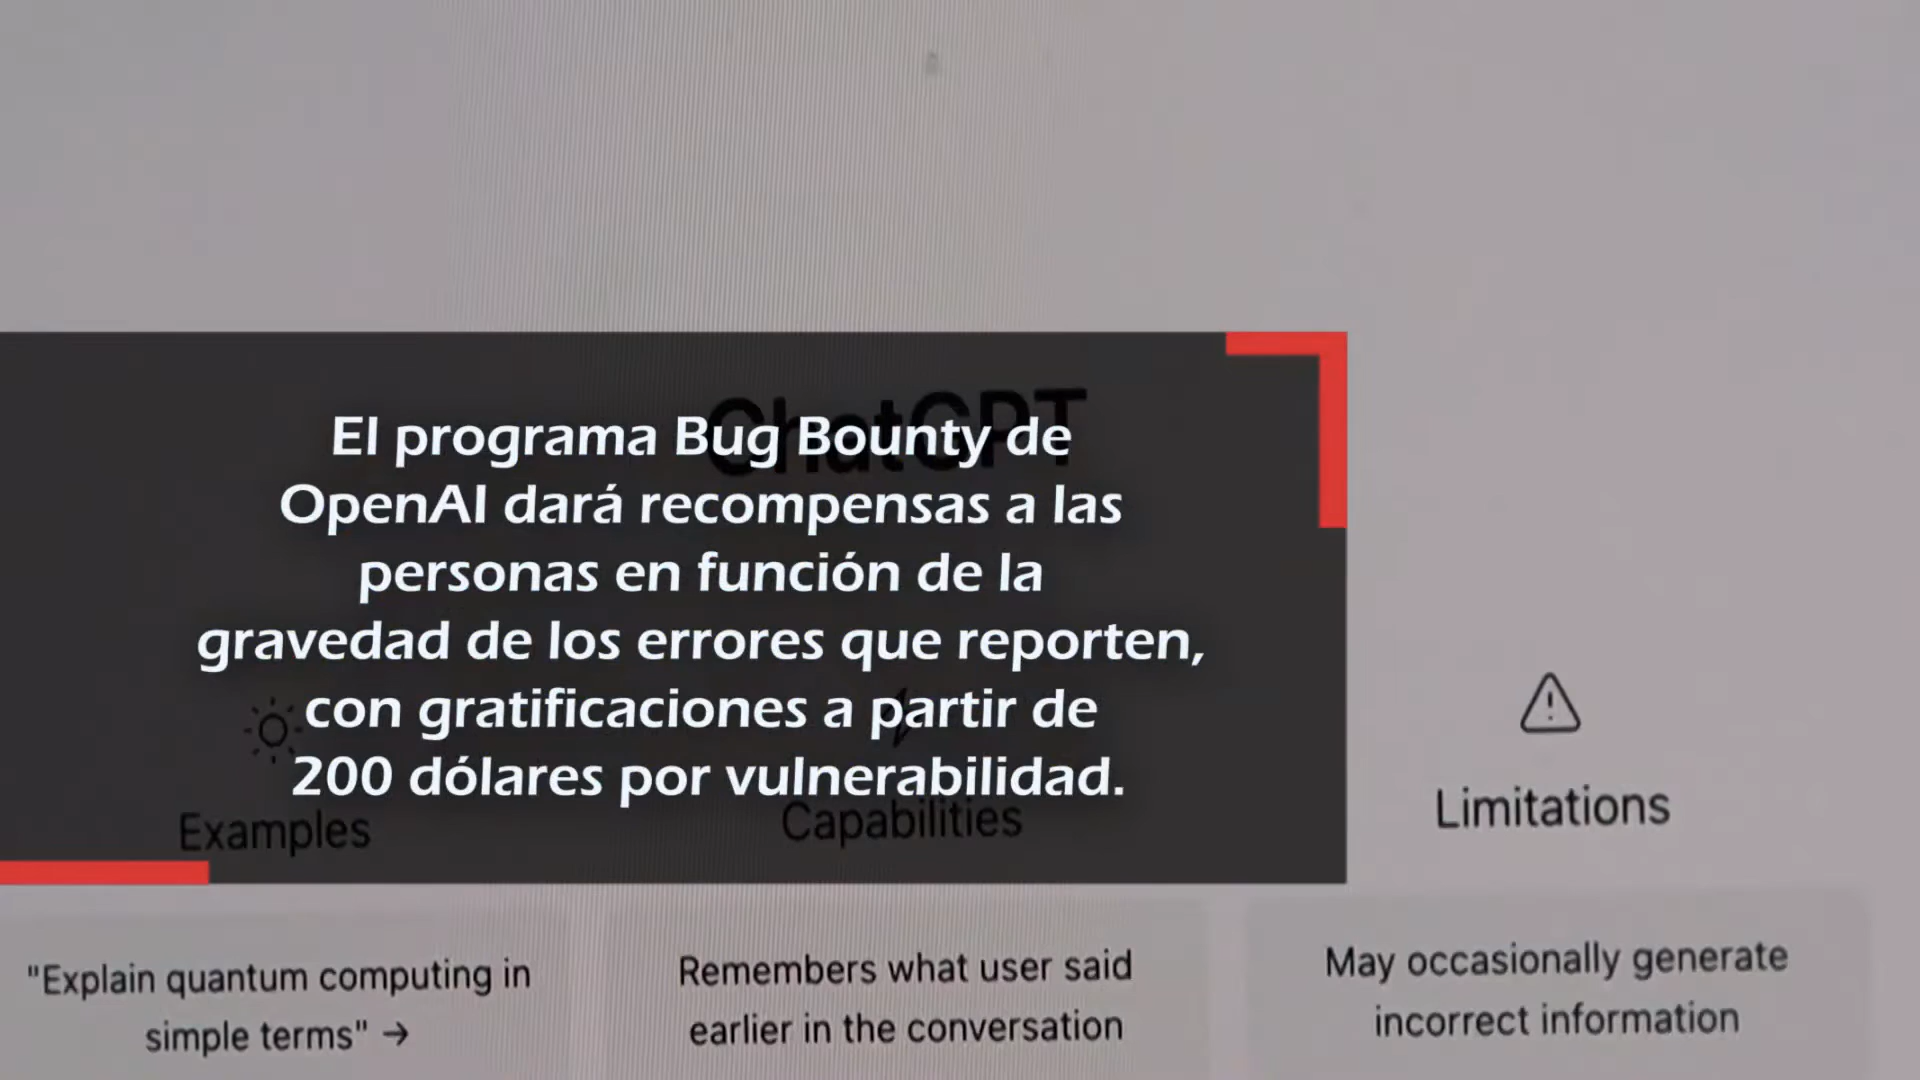 ChatGPT
El programa Bug Bounty de
OpenAI dará recompensas a las
personas en función de la
gravedad de los errores que reporten,
con gratificaciones a partir de
200 dólares por vulnerabilidad.
Examples
Capabilities
Limitations
"Explain quantum computing in
simple terms" →
Remembers what user said
earlier in the conversation
May occasionally generate
incorrect information